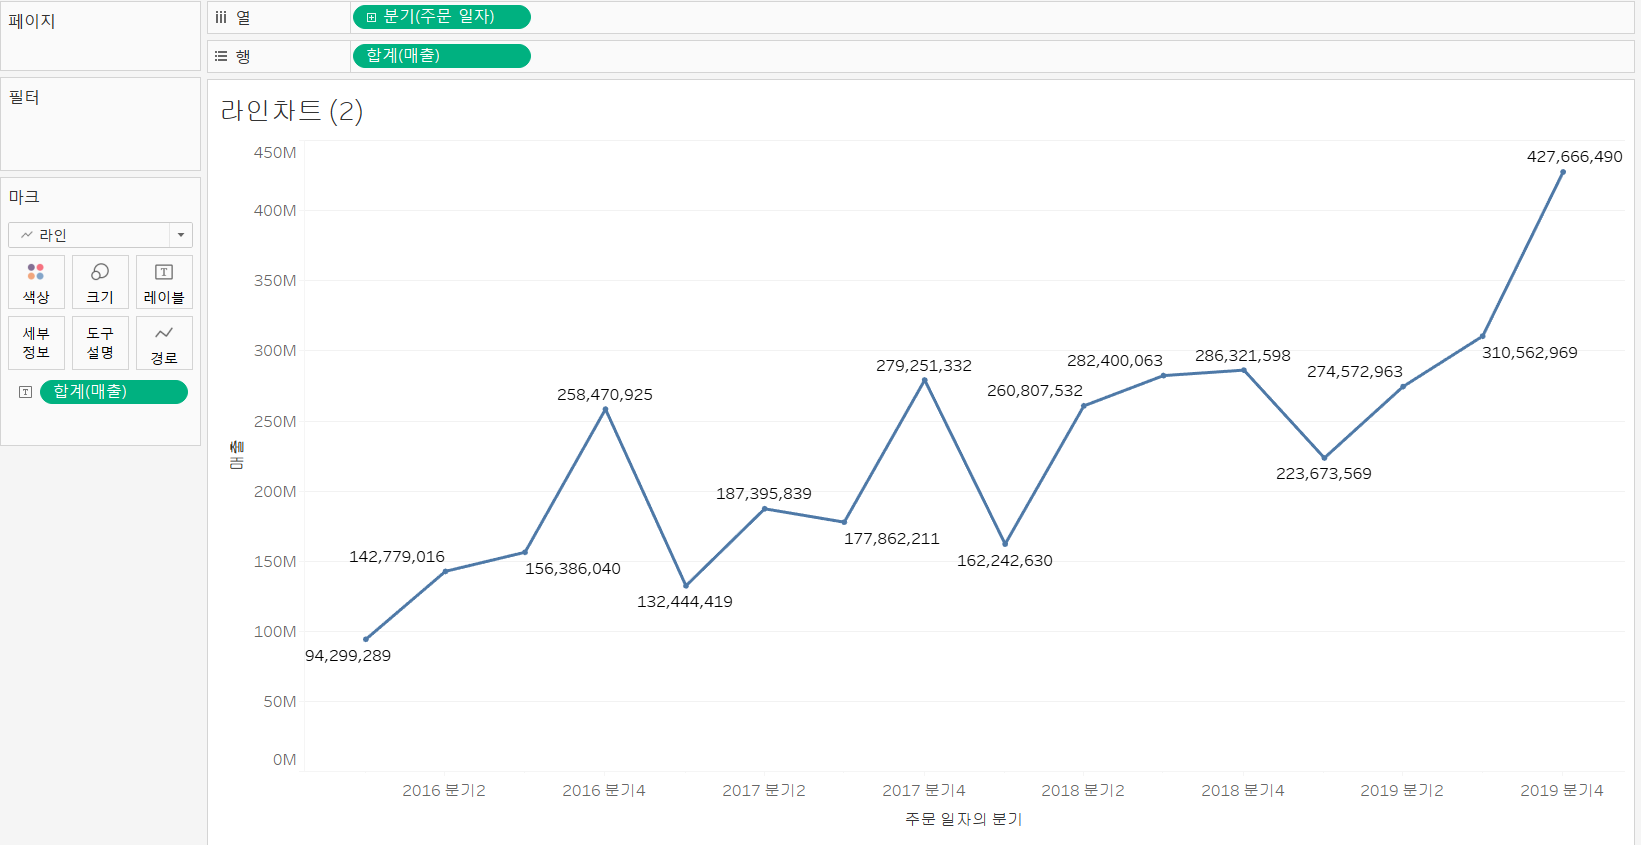 페이지
필터
마크
라인
색상
크기
T
레이블
세부
정보
도구
설명
경로
T 합계(매출)
열
분기(주문 일자)
행
합계(매출)
라인차트 (2)
450M
400M
350M
300M
250M
200M
150M
100M
50M
0M
94,299,289
142,779,016
156,386,040
258,470,925
132,444,419
187,395,839
177,862,211
279,251,332
162,242,630
260,807,532
282,400,063
286,321,598
223,673,569
274,572,963
310,562,969
427,666,490
2016 분기2
2016 분기4
2017 분기2
2017 분기4
2018 분기2
2018 분기4
2019 분기2
2019 분기4
주문 일자의 분기